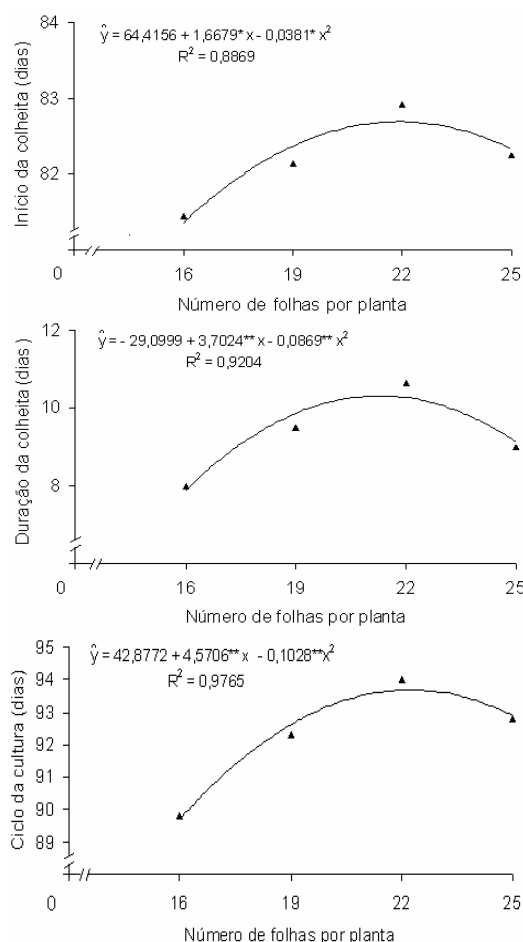 84
ŷ = 64,4156 + 1,6679* x - 0,0381* x²
R² = 0,8869
83
82
Início da colheita (dias)
0
16 19 22 25
Número de folhas por planta
12
ŷ = - 29,0999 + 3,7024** x - 0,0869** x²
R² = 0,9204
10
8
Duração da colheita (dias)
0
16 19 22 25
Número de folhas por planta
95
ŷ = 42,8772 + 4,5706** x - 0,1028**x²
R² = 0,9765
94
93
92
91
90
89
Ciclo da cultura (dias)
0
16 19 22 25
Número de folhas por planta